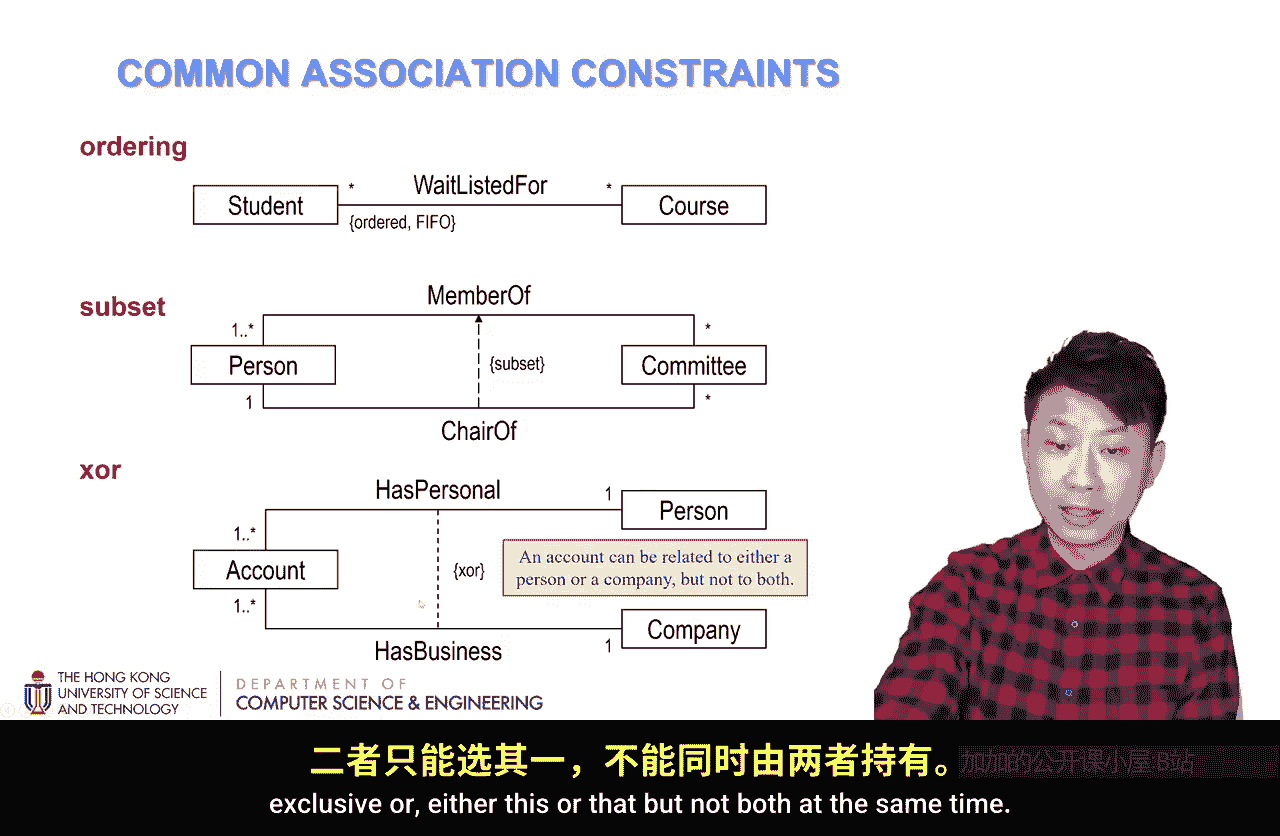 COMMON ASSOCIATION CONSTRAINTS
ordering
Student
*
WaitListedFor
*
Course
{ordered, FIFO}
subset
MemberOf
1..*
*
Person
{subset}
Committee
1
*
ChairOf
xor
HasPersonal
1
Person
1..*
Account
{xor}
An account can be related to either a
person or a company, but not to both.
1..*
Company
HasBusiness
1
THE HONG KONG
UNIVERSITY OF SCIENCE
AND TECHNOLOGY
DEPARTMENT OF
COMPUTER SCIENCE & ENGINEERING
二者只能选其一，不能同时由两者持有。
加加的公开课小屋 B站
exclusive or, either this or that but not both at the same time.